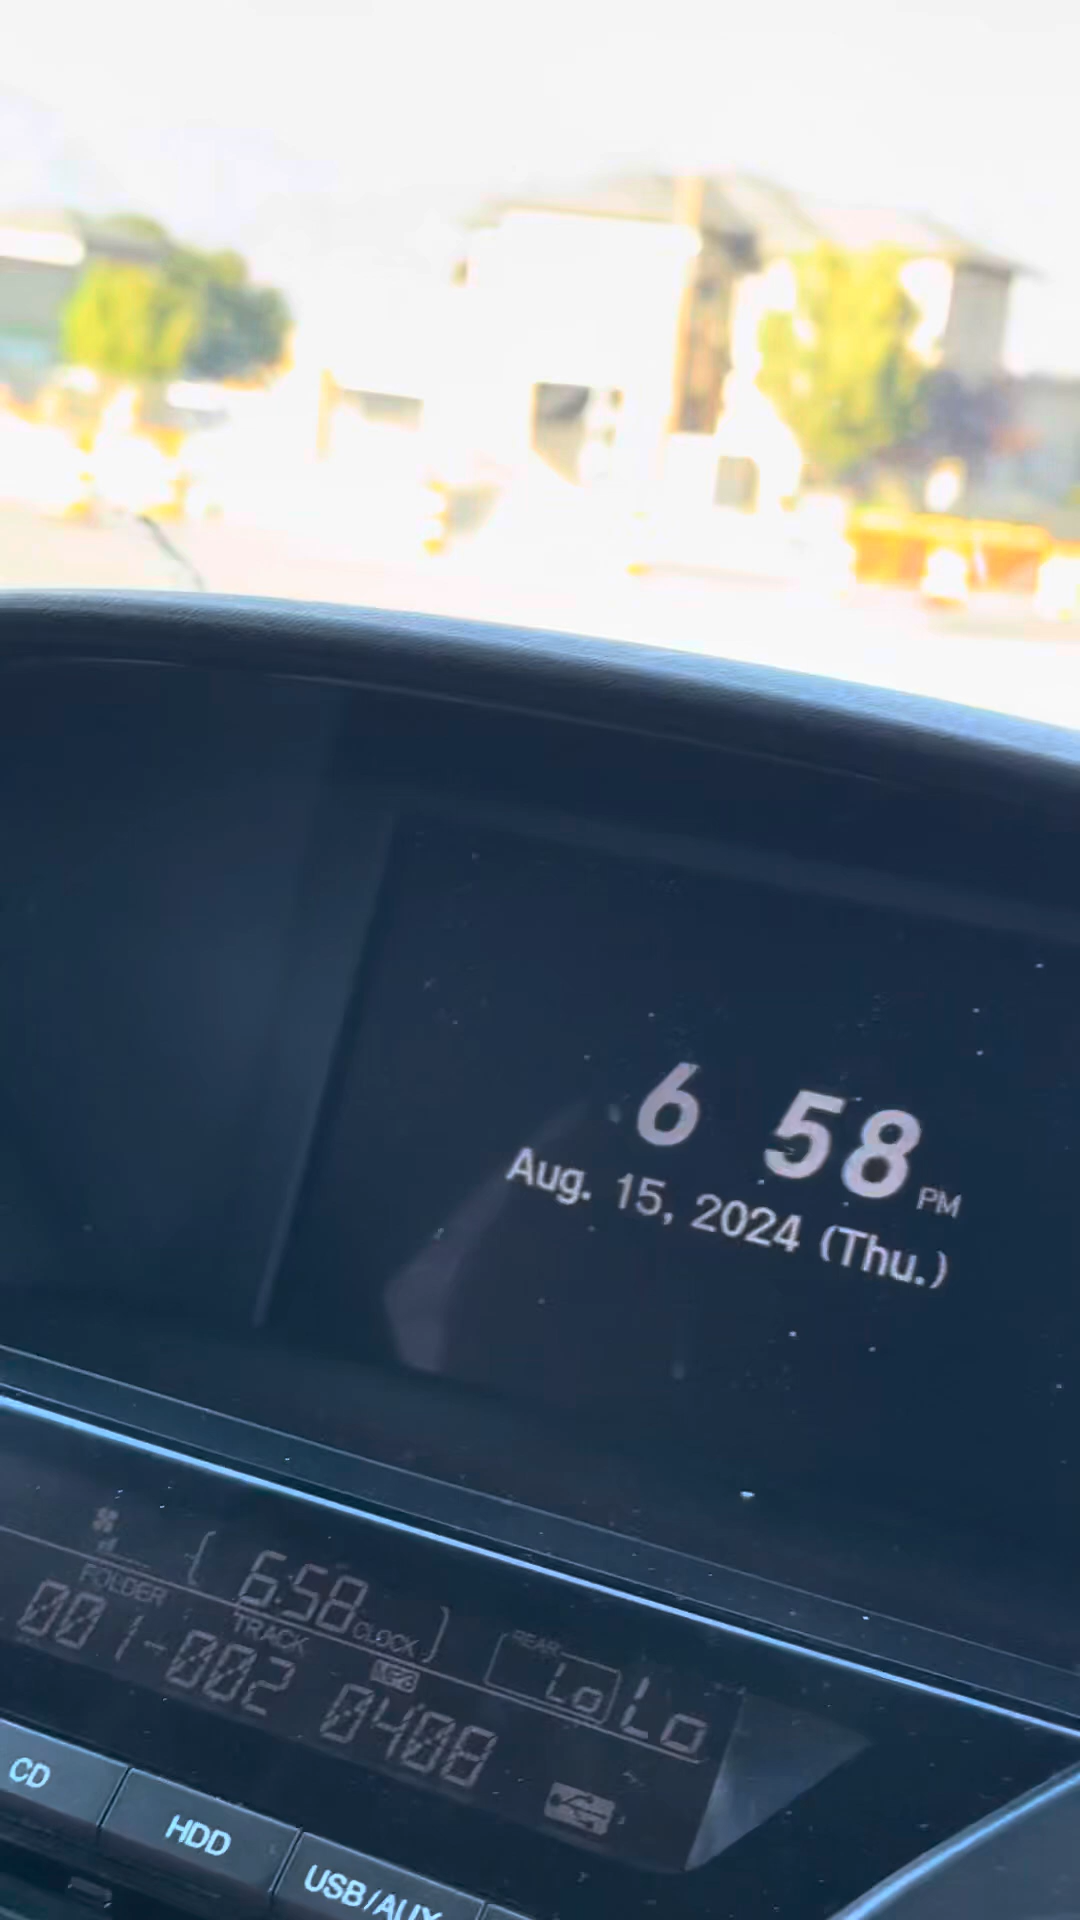 6 58 PM
Aug. 15, 2024 (Thu.)
6:58 CLOCK
FOLDER TRACK
001-002 0408
REAR
Lo Lo
CD HDD USB/AUX